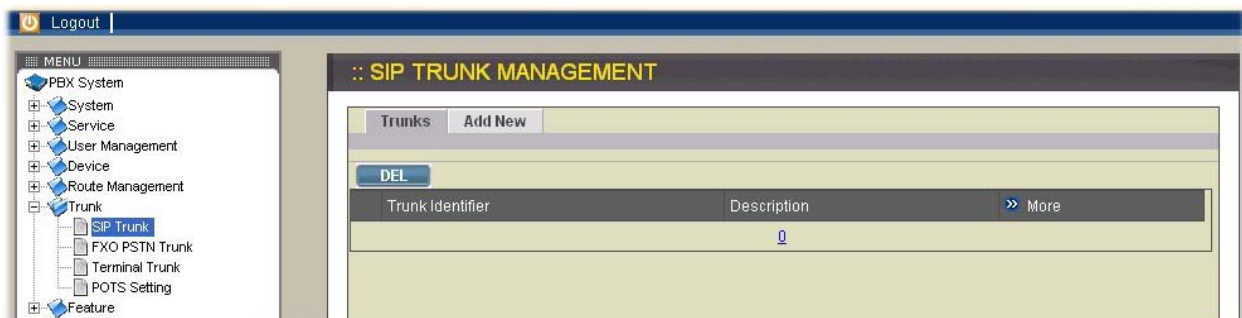 Logout
MENU
PBX System
System
Service
User Management
Device
Route Management
Trunk
SIP Trunk
FXO PSTN Trunk
Terminal Trunk
POTS Setting
Feature
:: SIP TRUNK MANAGEMENT
Trunks Add New
DEL
Trunk Identifier Description More
0